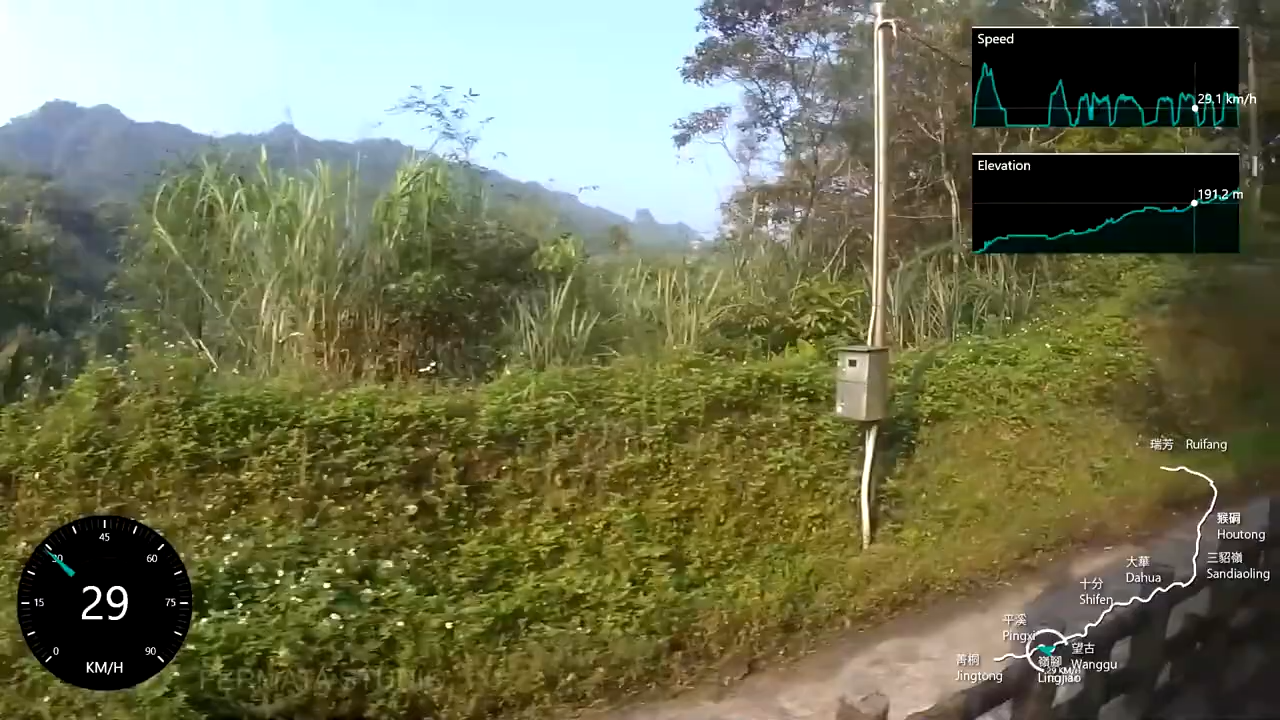 Speed
29.1 km/h
Elevation
191.2 m
瑞芳 Ruifang
猴硐
Houtong
三貂嶺
Sandiaoling
大華
Dahua
十分
Shifen
平溪
Pingxi
望古
Wanggu
嶺腳
29 KM/H
Lingjiao
菁桐
Jingtong
45
30
60
15
29
75
0
90
KM/H